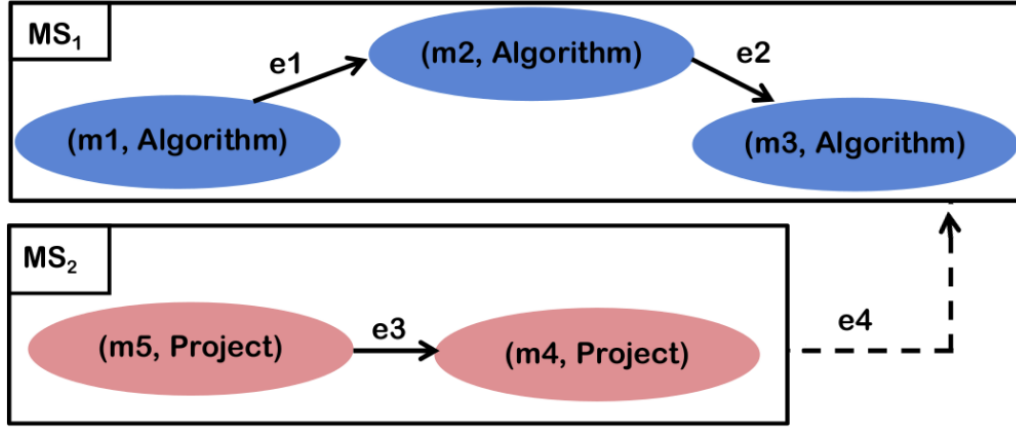 MS₁
e1
(m1, Algorithm)
(m2, Algorithm)
e2
(m3, Algorithm)
MS₂
(m5, Project)
e3
(m4, Project)
e4